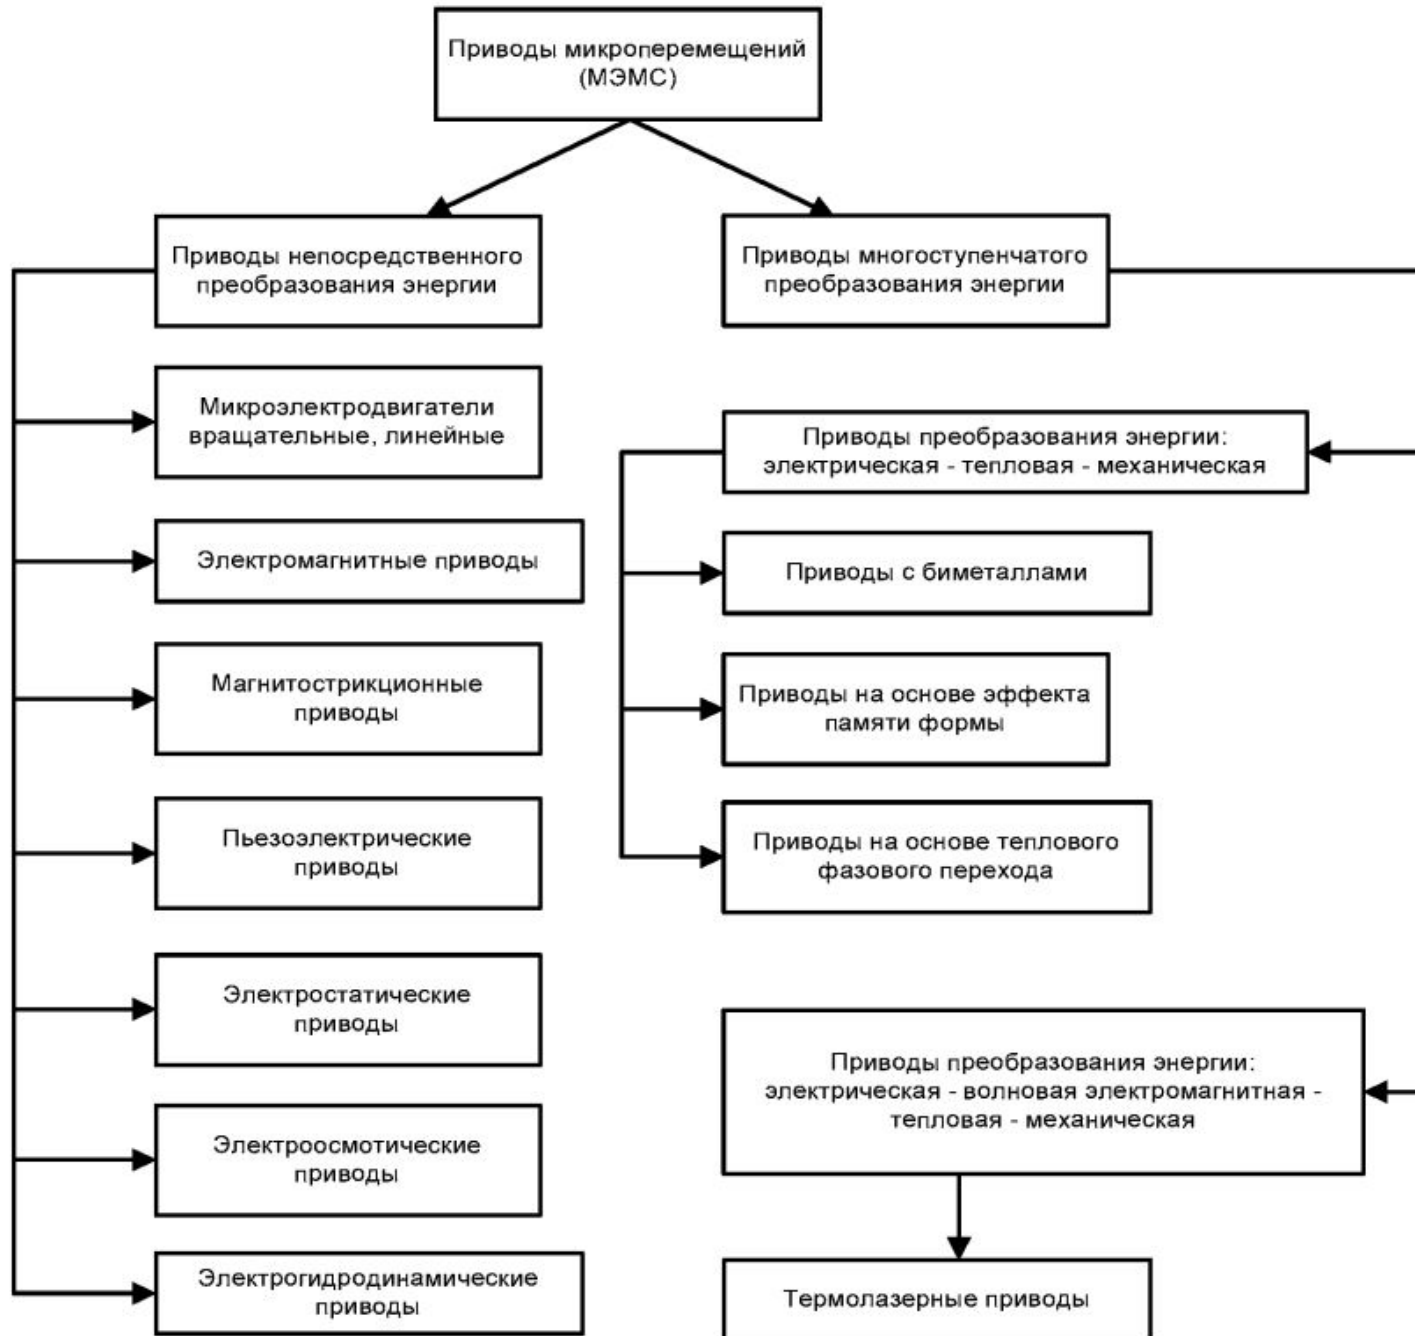 Приводы микроперемещений
(МЭМС)
Приводы непосредственного
преобразования энергии
Приводы многоступенчатого
преобразования энергии
Микроэлектродвигатели
вращательные, линейные
Электромагнитные приводы
Магнитострикционные
приводы
Пьезоэлектрические
приводы
Электростатические
приводы
Электроосмотические
приводы
Электрогидродинамические
приводы
Приводы преобразования энергии:
электрическая - тепловая - механическая
Приводы с биметаллами
Приводы на основе эффекта
памяти формы
Приводы на основе теплового
фазового перехода
Приводы преобразования энергии:
электрическая - волновая электромагнитная -
тепловая - механическая
Термолазерные приводы